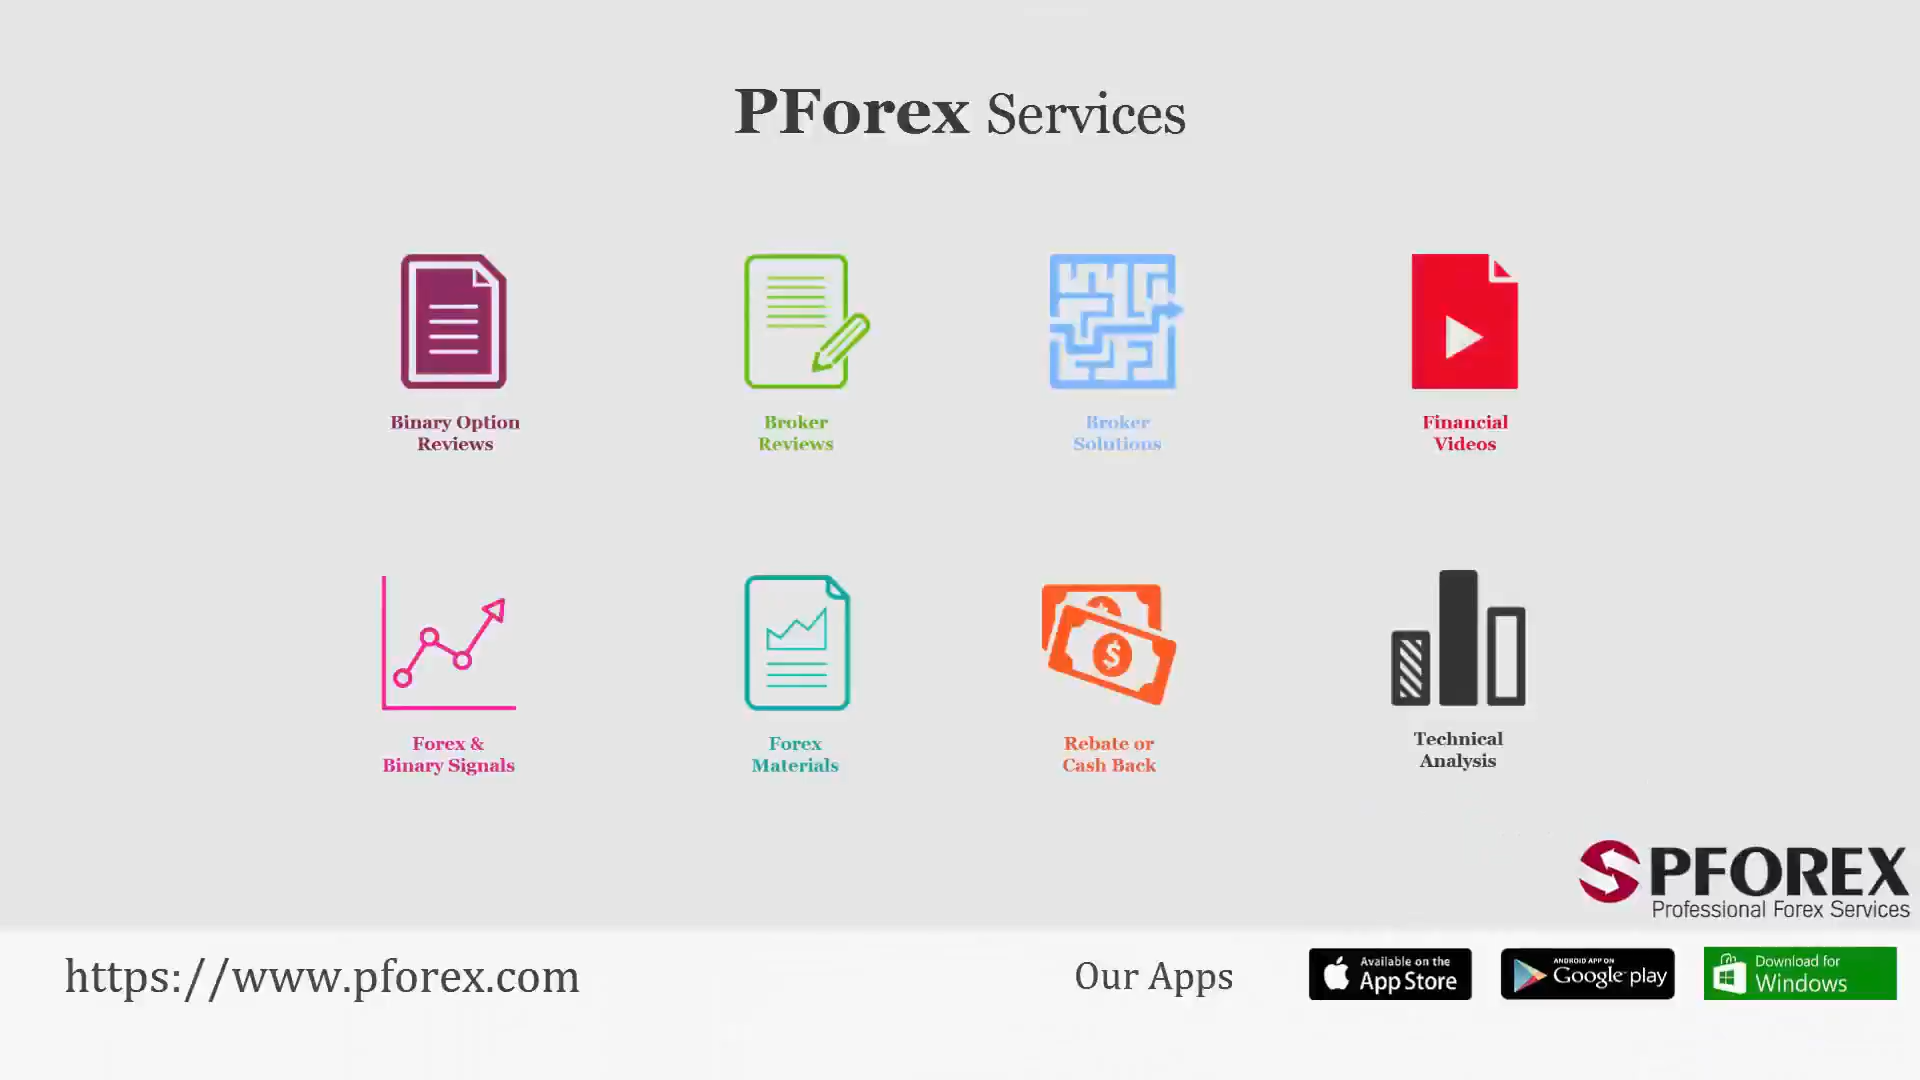 PForex Services
Binary Option
Reviews
Broker
Reviews
Broker
Solutions
Financial
Videos
Forex &
Binary Signals
Forex
Materials
Rebate or
Cash Back
Technical
Analysis
PFOREX
Professional Forex Services
https://www.pforex.com
Our Apps
Available on the
App Store
ANDROID APP ON
Google play
Download for
Windows